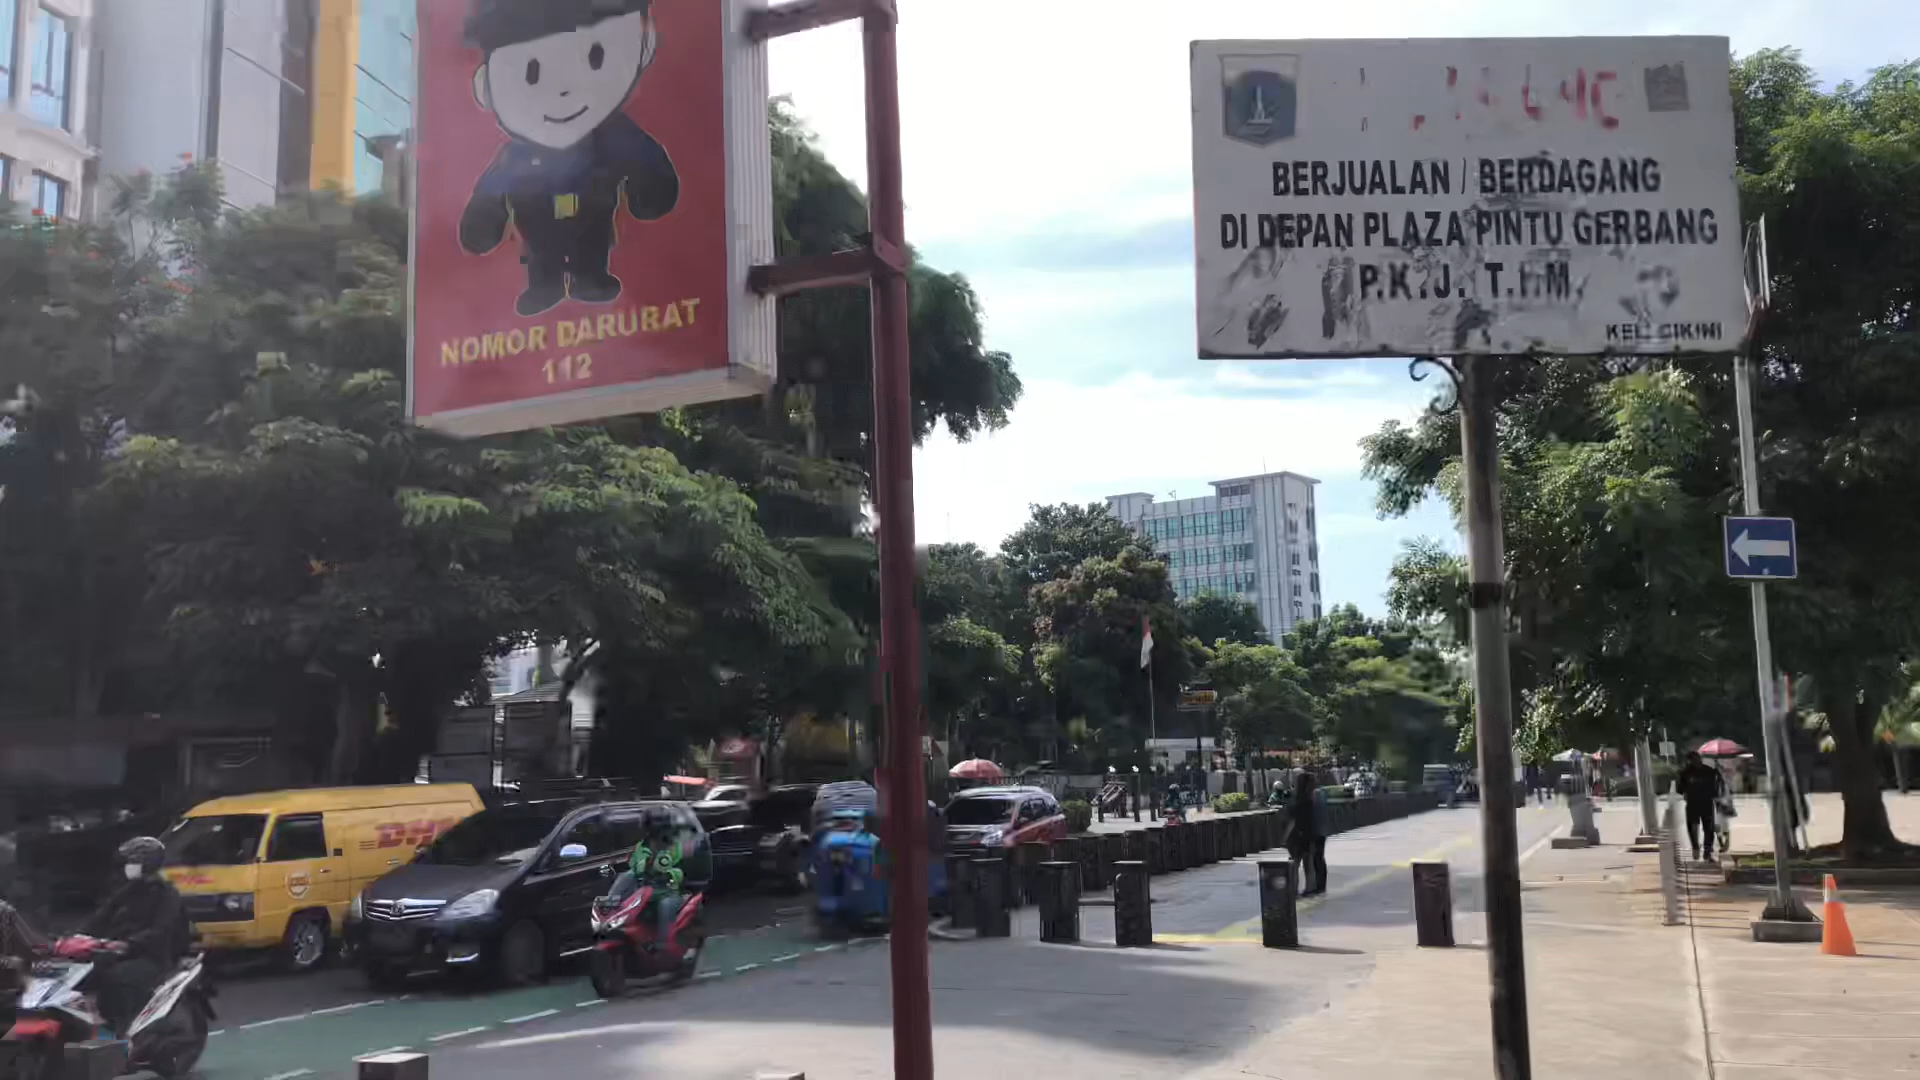 NOMOR DARURAT
112
BERJUALAN / BERDAGANG
DI DEPAN PLAZA PINTU GERBANG
P.K.J. T.I.M.
KEL. CIKINI
DHL